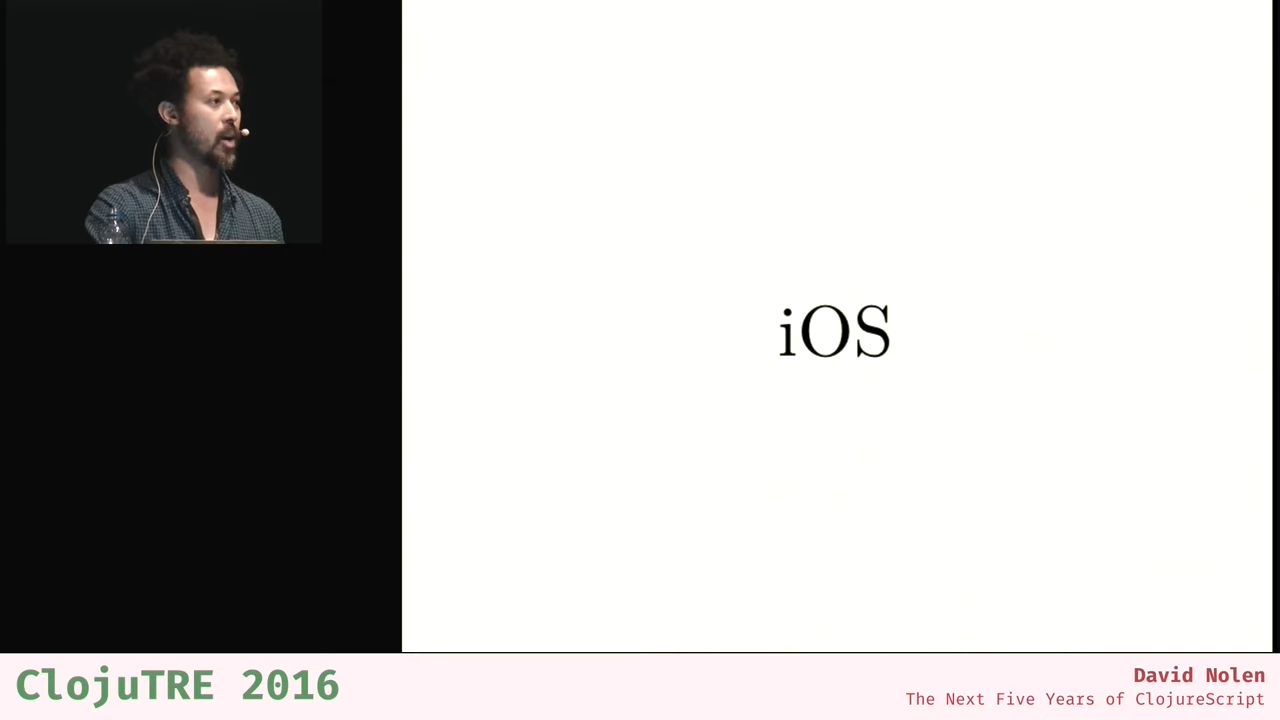 iOS
ClojuTRE 2016
David Nolen
The Next Five Years of ClojureScript